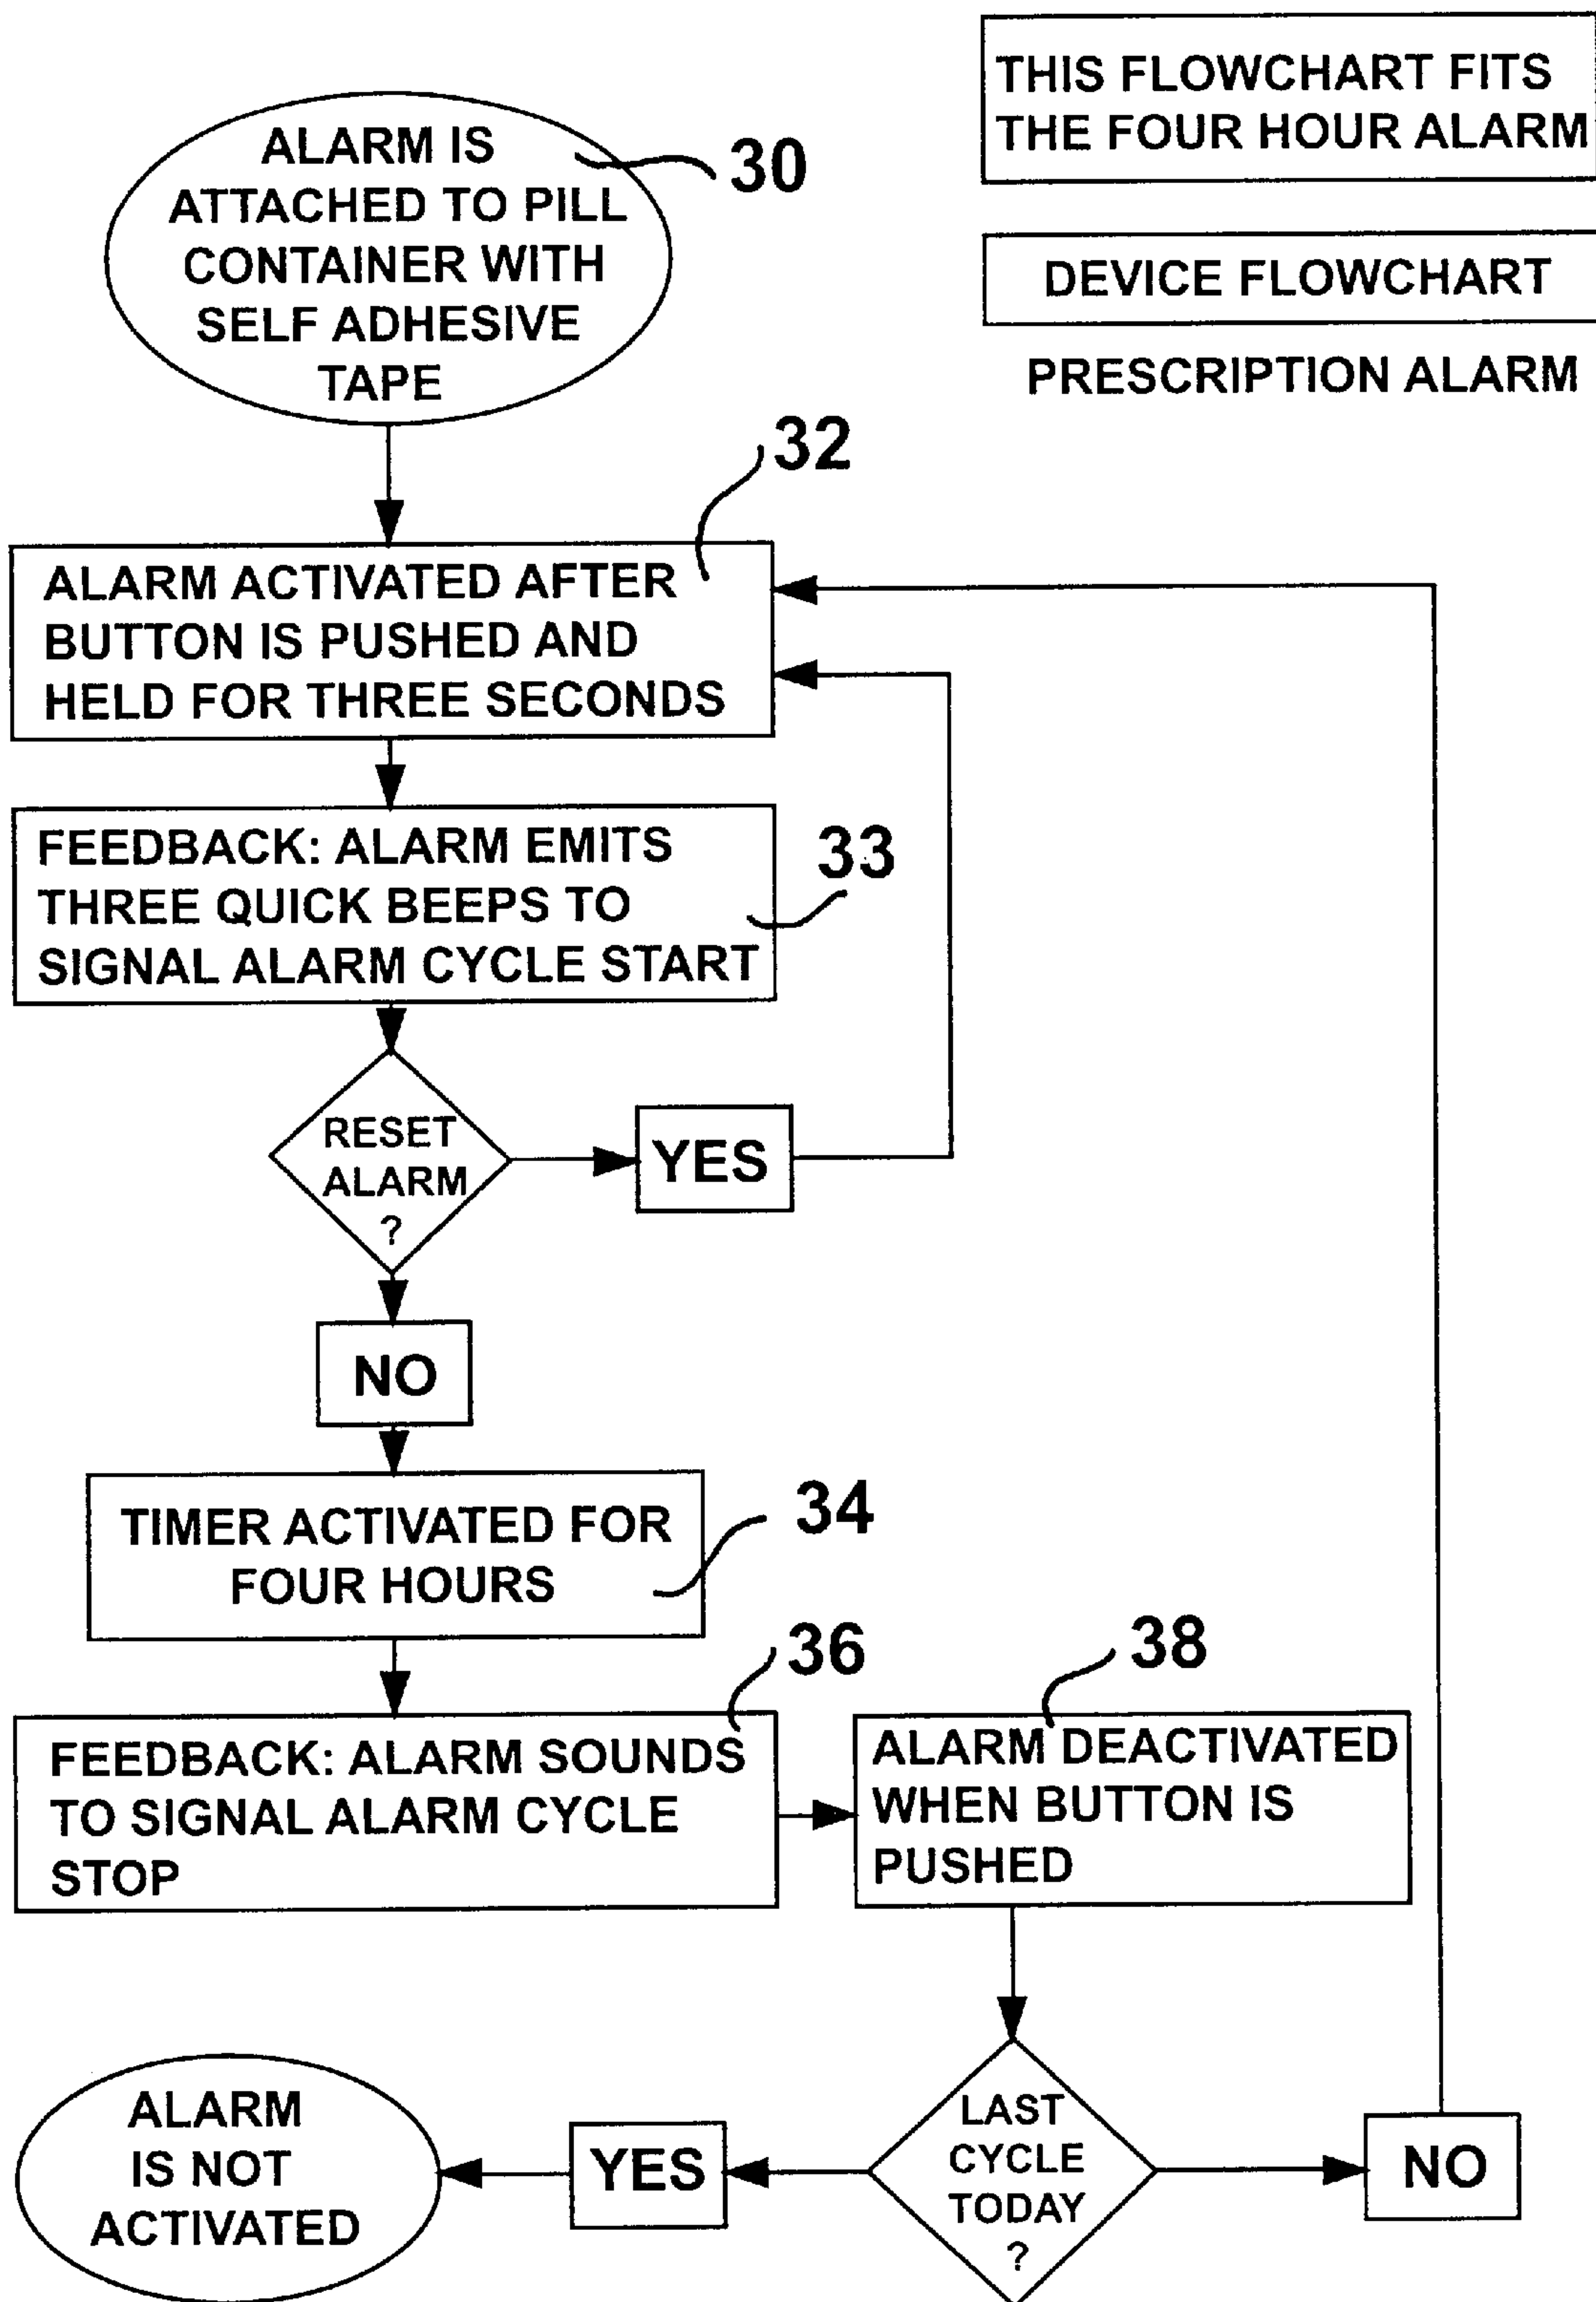 THIS FLOWCHART FITS
THE FOUR HOUR ALARM
DEVICE FLOWCHART
PRESCRIPTION ALARM
ALARM IS
ATTACHED TO PILL
CONTAINER WITH
SELF ADHESIVE
TAPE
30
32
ALARM ACTIVATED AFTER
BUTTON IS PUSHED AND
HELD FOR THREE SECONDS
33
FEEDBACK: ALARM EMITS
THREE QUICK BEEPS TO
SIGNAL ALARM CYCLE START
RESET
ALARM
?
YES
NO
34
TIMER ACTIVATED FOR
FOUR HOURS
36
FEEDBACK: ALARM SOUNDS
TO SIGNAL ALARM CYCLE
STOP
38
ALARM DEACTIVATED
WHEN BUTTON IS
PUSHED
LAST
CYCLE
TODAY
?
NO
YES
ALARM
IS NOT
ACTIVATED